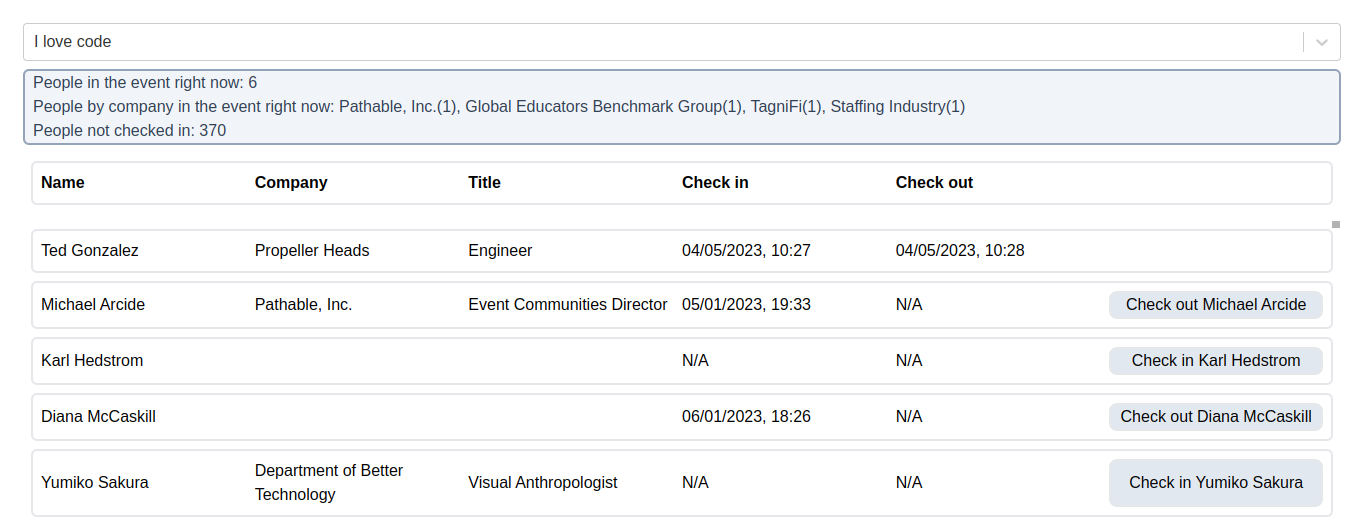 I love code
People in the event right now: 6
People by company in the event right now: Pathable, Inc.(1), Global Educators Benchmark Group(1), TagniFi(1), Staffing Industry(1)
People not checked in: 370
Name Company Title Check in Check out
Ted Gonzalez Propeller Heads Engineer 04/05/2023, 10:27 04/05/2023, 10:28
Michael Arcide Pathable, Inc. Event Communities Director 05/01/2023, 19:33 N/A Check out Michael Arcide
Karl Hedstrom N/A N/A Check in Karl Hedstrom
Diana McCaskill 06/01/2023, 18:26 N/A Check out Diana McCaskill
Yumiko Sakura Department of Better Technology Visual Anthropologist N/A N/A Check in Yumiko Sakura